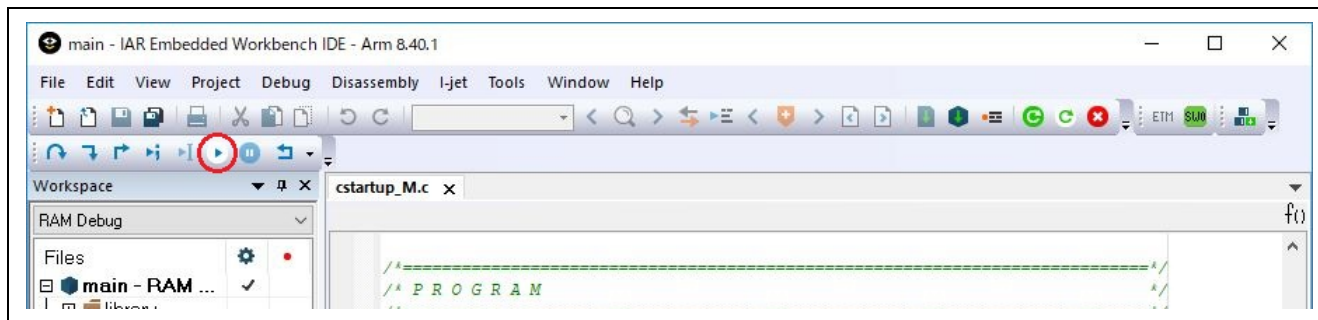 main - IAR Embedded Workbench IDE - Arm 8.40.1
File Edit View Project Debug Disassembly I-jet Tools Window Help
ETM SWO
Workspace
cstartup_M.c
RAM Debug
f()
Files
/*===========================================================================*/
main - RAM ...
/* P R O G R A M */
library